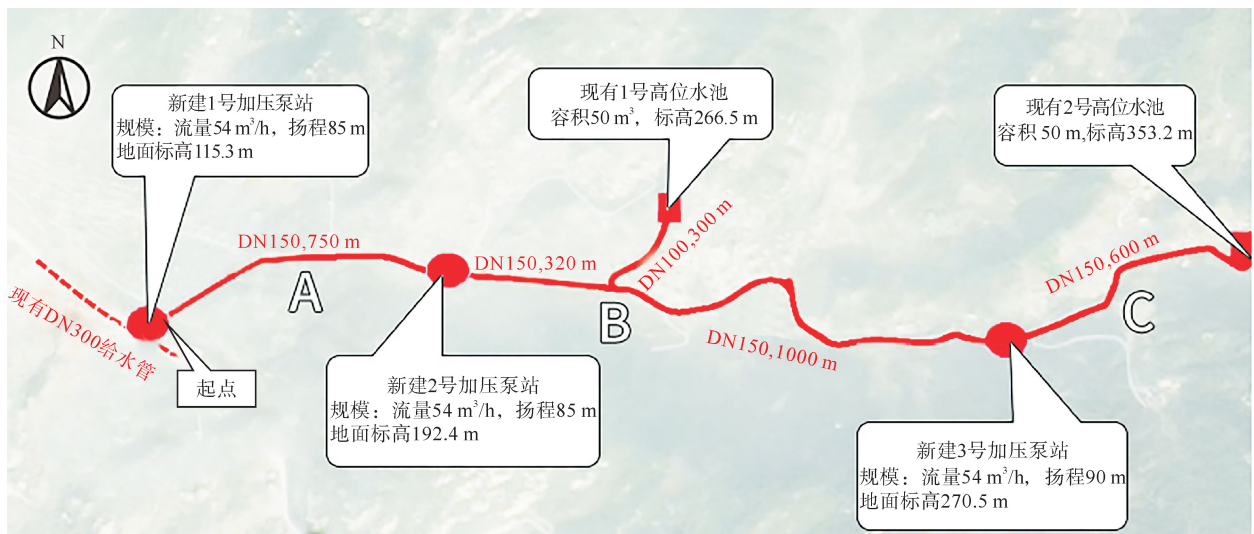 N
新建1号加压泵站
规模：流量54 m³/h，扬程85 m
地面标高115.3 m
现有1号高位水池
容积50 m³，标高266.5 m
现有2号高位水池
容积 50 m,标高353.2 m
DN150,750 m
A
DN150,320 m
DN100,300 m
B
DN150,1000 m
DN150,600 m
C
现有DN300给水管
起点
新建2号加压泵站
规模：流量54 m³/h，扬程85 m
地面标高192.4 m
新建3号加压泵站
规模：流量54 m³/h，扬程90 m
地面标高270.5 m